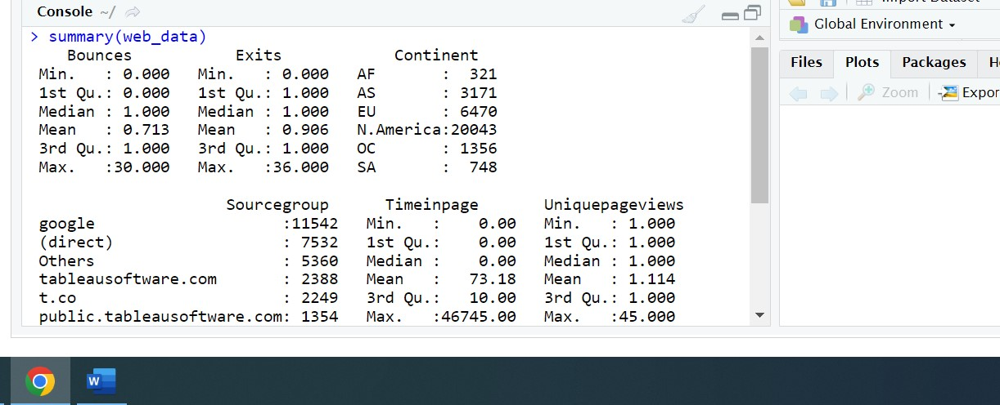 Console ~/
> summary(web_data)
    Bounces           Exits            Continent
 Min.   : 0.000   Min.   : 0.000   AF       :  321
 1st Qu.: 0.000   1st Qu.: 1.000   AS       : 3171
 Median : 1.000   Median : 1.000   EU       : 6470
 Mean   : 0.713   Mean   : 0.906   N.America:20043
 3rd Qu.: 1.000   3rd Qu.: 1.000   OC       : 1356
 Max.   :30.000   Max.   :36.000   SA       :  748
                    Sourcegroup      Timeinpage       Uniquepageviews
 google                   :11542   Min.   :    0.00   Min.   : 1.000
 (direct)                 : 7532   1st Qu.:    0.00   1st Qu.: 1.000
 Others                   : 5360   Median :    0.00   Median : 1.000
 tableausoftware.com      : 2388   Mean   :   73.18   Mean   : 1.114
 t.co                     : 2249   3rd Qu.:   10.00   3rd Qu.: 1.000
 public.tableausoftware.com: 1354   Max.   :46745.00   Max.   :45.000
Import Dataset
Global Environment
Files Plots Packages H
Zoom Expor
W